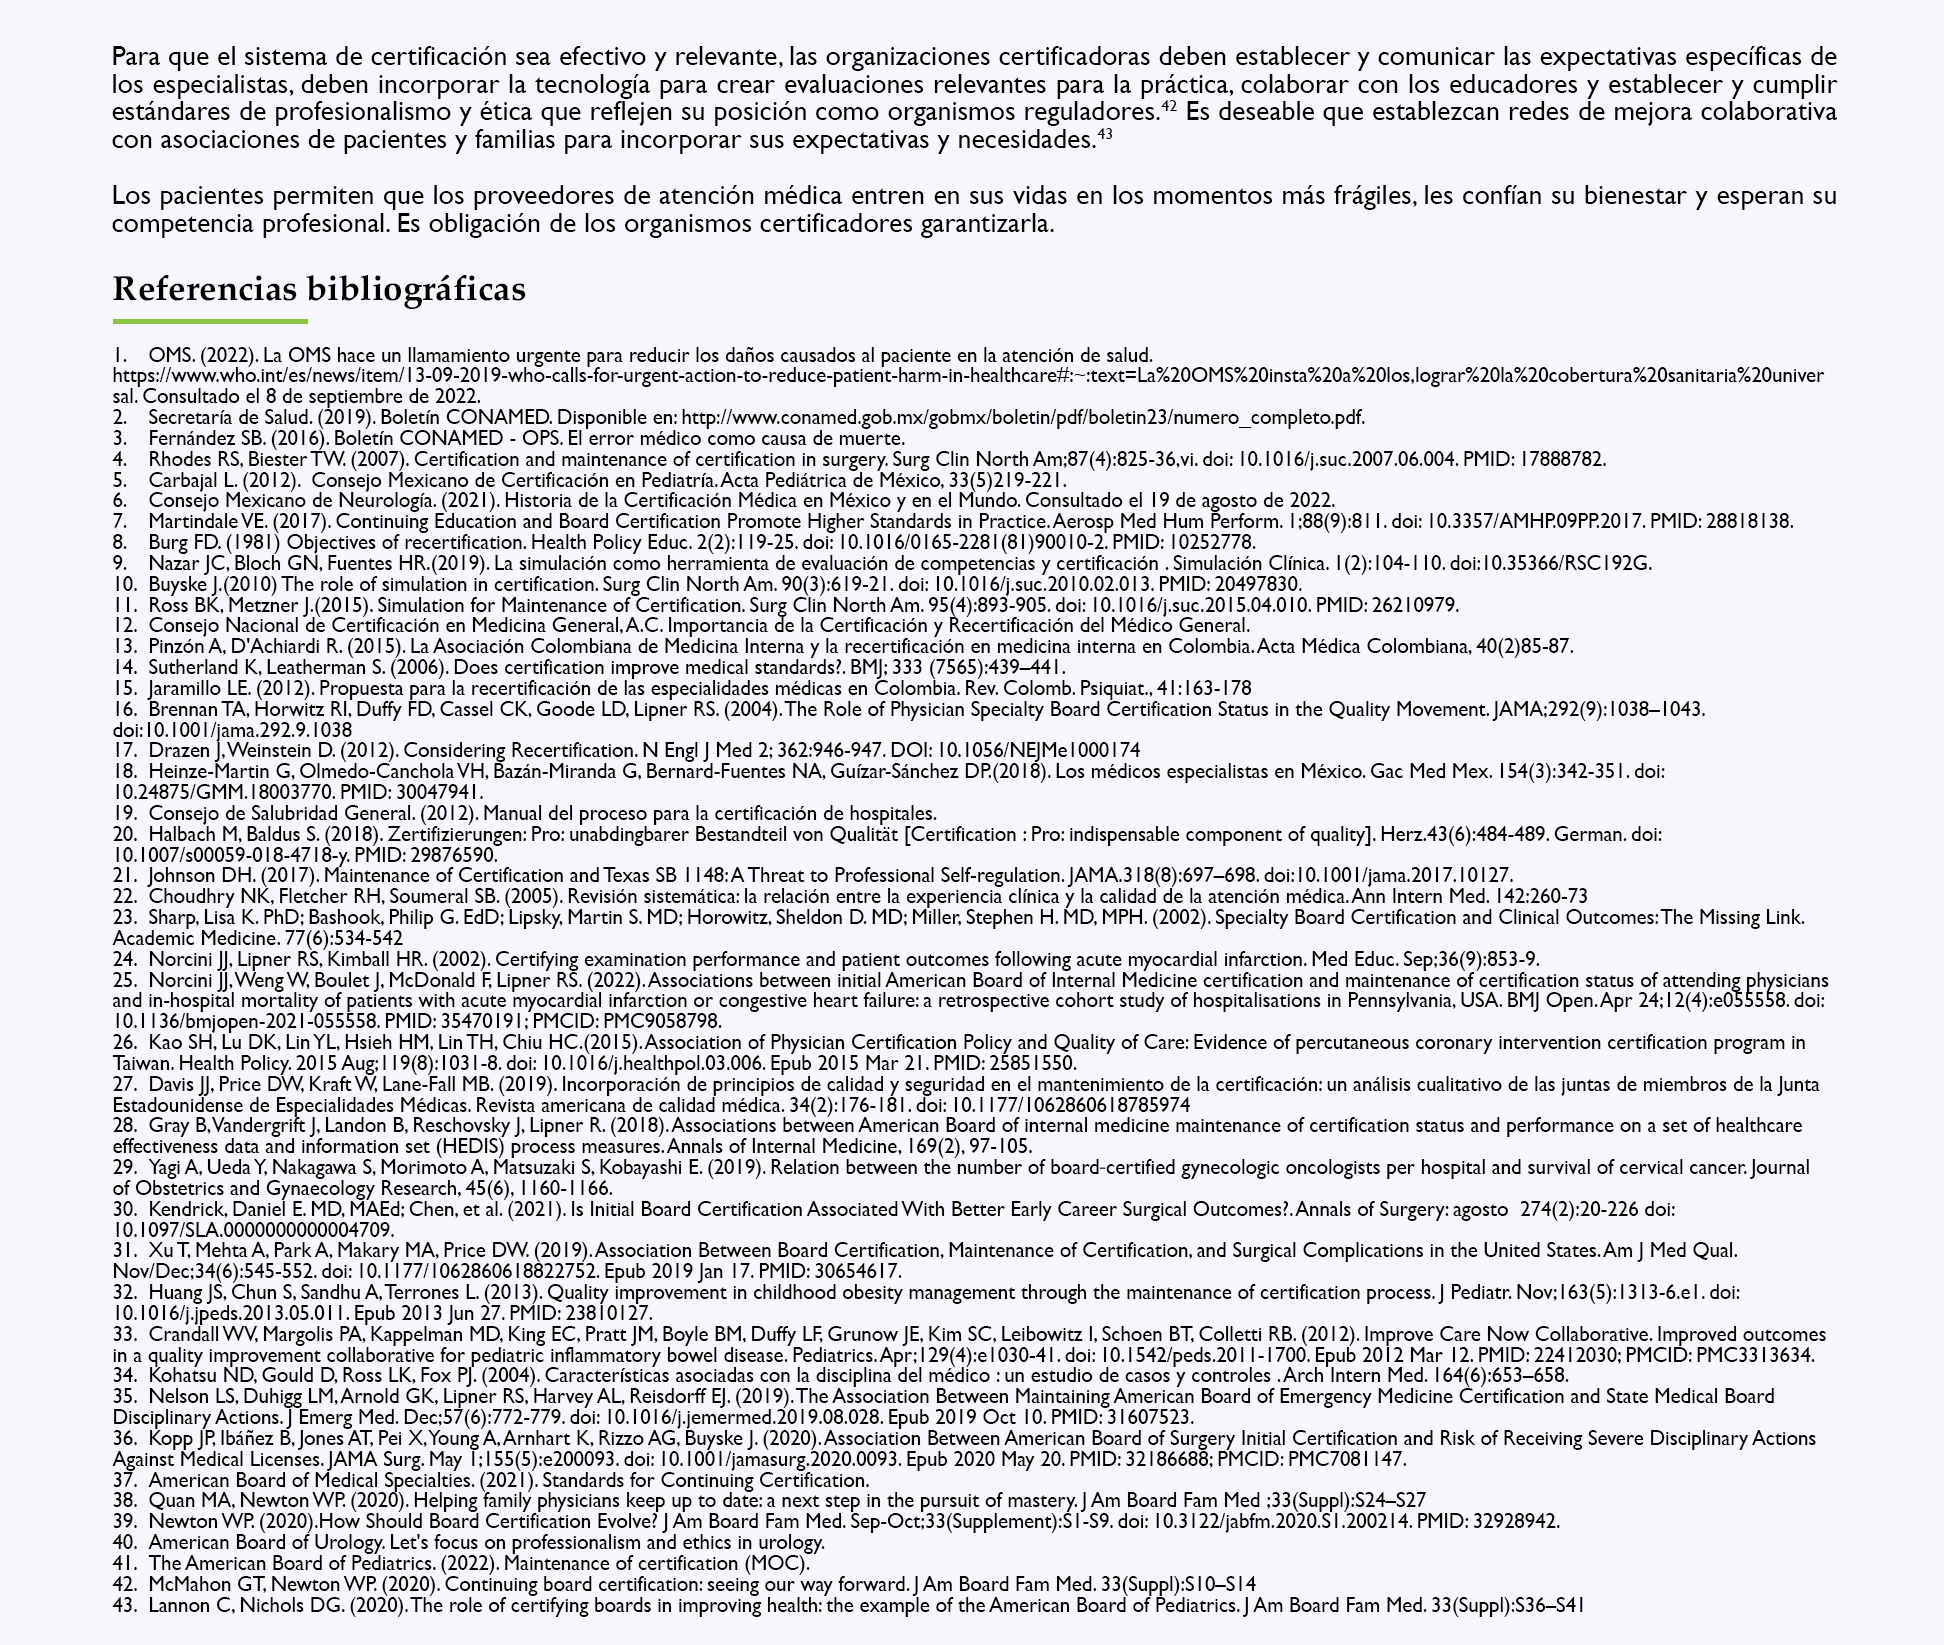 Para que el sistema de certificación sea efectivo y relevante, las organizaciones certificadoras deben establecer y comunicar las expectativas específicas de
los especialistas, deben incorporar la tecnología para crear evaluaciones relevantes para la práctica, colaborar con los educadores y establecer y cumplir
estándares de profesionalismo y ética que reflejen su posición como organismos reguladores.42 Es deseable que establezcan redes de mejora colaborativa
con asociaciones de pacientes y familias para incorporar sus expectativas y necesidades.43
Los pacientes permiten que los proveedores de atención médica entren en sus vidas en los momentos más frágiles, les confían su bienestar y esperan su
competencia profesional. Es obligación de los organismos certificadores garantizarla.
Referencias bibliográficas
1. OMS. (2022). La OMS hace un llamamiento urgente para reducir los daños causados al paciente en la atención de salud.
https://www.who.int/es/news/item/13-09-2019-who-calls-for-urgent-action-to-reduce-patient-harm-in-healthcare#:~:text=La%20OMS%20insta%20a%20los,lograr%20la%20cobertura%20sanitaria%20univer
sal. Consultado el 8 de septiembre de 2022.
2. Secretaría de Salud. (2019). Boletín CONAMED. Disponible en: http://www.conamed.gob.mx/gobmx/boletin/pdf/boletin23/numero_completo.pdf.
3. Fernández SB. (2016). Boletín CONAMED - OPS. El error médico como causa de muerte.
4. Rhodes RS, Biester TW. (2007). Certification and maintenance of certification in surgery. Surg Clin North Am;87(4):825-36,vi. doi: 10.1016/j.suc.2007.06.004. PMID: 17888782.
5. Carbajal L. (2012). Consejo Mexicano de Certificación en Pediatría. Acta Pediátrica de México, 33(5)219-221.
6. Consejo Mexicano de Neurología. (2021). Historia de la Certificación Médica en México y en el Mundo. Consultado el 19 de agosto de 2022.
7. Martindale VE. (2017). Continuing Education and Board Certification Promote Higher Standards in Practice. Aerosp Med Hum Perform. 1;88(9):811. doi: 10.3357/AMHP.09PP.2017. PMID: 28818138.
8. Burg FD. (1981) Objectives of recertification. Health Policy Educ. 2(2):119-25. doi: 10.1016/0165-2281(81)90010-2. PMID: 10252778.
9. Nazar JC, Bloch GN, Fuentes HR.(2019). La simulación como herramienta de evaluación de competencias y certificación . Simulación Clínica. 1(2):104-110. doi:10.35366/RSC192G.
10. Buyske J.(2010) The role of simulation in certification. Surg Clin North Am. 90(3):619-21. doi: 10.1016/j.suc.2010.02.013. PMID: 20497830.
11. Ross BK, Metzner J.(2015). Simulation for Maintenance of Certification. Surg Clin North Am. 95(4):893-905. doi: 10.1016/j.suc.2015.04.010. PMID: 26210979.
12. Consejo Nacional de Certificación en Medicina General, A.C. Importancia de la Certificación y Recertificación del Médico General.
13. Pinzón A, D'Achiardi R. (2015). La Asociación Colombiana de Medicina Interna y la recertificación en medicina interna en Colombia. Acta Médica Colombiana, 40(2)85-87.
14. Sutherland K, Leatherman S. (2006). Does certification improve medical standards?. BMJ; 333 (7565):439–441.
15. Jaramillo LE. (2012). Propuesta para la recertificación de las especialidades médicas en Colombia. Rev. Colomb. Psiquiat., 41:163-178
16. Brennan TA, Horwitz RI, Duffy FD, Cassel CK, Goode LD, Lipner RS. (2004). The Role of Physician Specialty Board Certification Status in the Quality Movement. JAMA;292(9):1038–1043.
doi:10.1001/jama.292.9.1038
17. Drazen J, Weinstein D. (2012). Considering Recertification. N Engl J Med 2; 362:946-947. DOI: 10.1056/NEJMe1000174
18. Heinze-Martin G, Olmedo-Canchola VH, Bazán-Miranda G, Bernard-Fuentes NA, Guízar-Sánchez DP.(2018). Los médicos especialistas en México. Gac Med Mex. 154(3):342-351. doi:
10.24875/GMM.18003770. PMID: 30047941.
19. Consejo de Salubridad General. (2012). Manual del proceso para la certificación de hospitales.
20. Halbach M, Baldus S. (2018). Zertifizierungen: Pro: unabdingbarer Bestandteil von Qualität [Certification : Pro: indispensable component of quality]. Herz.43(6):484-489. German. doi:
10.1007/s00059-018-4718-y. PMID: 29876590.
21. Johnson DH. (2017). Maintenance of Certification and Texas SB 1148: A Threat to Professional Self-regulation. JAMA.318(8):697–698. doi:10.1001/jama.2017.10127.
22. Choudhry NK, Fletcher RH, Soumeral SB. (2005). Revisión sistemática: la relación entre la experiencia clínica y la calidad de la atención médica. Ann Intern Med. 142:260-73
23. Sharp, Lisa K. PhD; Bashook, Philip G. EdD; Lipsky, Martin S. MD; Horowitz, Sheldon D. MD; Miller, Stephen H. MD, MPH. (2002). Specialty Board Certification and Clinical Outcomes: The Missing Link.
Academic Medicine. 77(6):534-542
24. Norcini JJ, Lipner RS, Kimball HR. (2002). Certifying examination performance and patient outcomes following acute myocardial infarction. Med Educ. Sep;36(9):853-9.
25. Norcini JJ, Weng W, Boulet J, McDonald F, Lipner RS. (2022). Associations between initial American Board of Internal Medicine certification and maintenance of certification status of attending physicians
and in-hospital mortality of patients with acute myocardial infarction or congestive heart failure: a retrospective cohort study of hospitalisations in Pennsylvania, USA. BMJ Open. Apr 24;12(4):e055558. doi:
10.1136/bmjopen-2021-055558. PMID: 35470191; PMCID: PMC9058798.
26. Kao SH, Lu DK, Lin YL, Hsieh HM, Lin TH, Chiu HC.(2015). Association of Physician Certification Policy and Quality of Care: Evidence of percutaneous coronary intervention certification program in
Taiwan. Health Policy. 2015 Aug;119(8):1031-8. doi: 10.1016/j.healthpol.03.006. Epub 2015 Mar 21. PMID: 25851550.
27. Davis JJ, Price DW, Kraft W, Lane-Fall MB. (2019). Incorporación de principios de calidad y seguridad en el mantenimiento de la certificación: un análisis cualitativo de las juntas de miembros de la Junta
Estadounidense de Especialidades Médicas. Revista americana de calidad médica. 34(2):176-181. doi: 10.1177/1062860618785974
28. Gray B, Vandergrift J, Landon B, Reschovsky J, Lipner R. (2018). Associations between American Board of internal medicine maintenance of certification status and performance on a set of healthcare
effectiveness data and information set (HEDIS) process measures. Annals of Internal Medicine, 169(2), 97-105.
29. Yagi A, Ueda Y, Nakagawa S, Morimoto A, Matsuzaki S, Kobayashi E. (2019). Relation between the number of board-certified gynecologic oncologists per hospital and survival of cervical cancer. Journal
of Obstetrics and Gynaecology Research, 45(6), 1160-1166.
30. Kendrick, Daniel E. MD, MAEd; Chen, et al. (2021). Is Initial Board Certification Associated With Better Early Career Surgical Outcomes?. Annals of Surgery: agosto 274(2):20-226 doi:
10.1097/SLA.0000000000004709.
31. Xu T, Mehta A, Park A, Makary MA, Price DW. (2019). Association Between Board Certification, Maintenance of Certification, and Surgical Complications in the United States. Am J Med Qual.
Nov/Dec;34(6):545-552. doi: 10.1177/1062860618822752. Epub 2019 Jan 17. PMID: 30654617.
32. Huang JS, Chun S, Sandhu A, Terrones L. (2013). Quality improvement in childhood obesity management through the maintenance of certification process. J Pediatr. Nov;163(5):1313-6.e1. doi:
10.1016/j.jpeds.2013.05.011. Epub 2013 Jun 27. PMID: 23810127.
33. Crandall WV, Margolis PA, Kappelman MD, King EC, Pratt JM, Boyle BM, Duffy LF, Grunow JE, Kim SC, Leibowitz I, Schoen BT, Colletti RB. (2012). Improve Care Now Collaborative. Improved outcomes
in a quality improvement collaborative for pediatric inflammatory bowel disease. Pediatrics. Apr;129(4):e1030-41. doi: 10.1542/peds.2011-1700. Epub 2012 Mar 12. PMID: 22412030; PMCID: PMC3313634.
34. Kohatsu ND, Gould D, Ross LK, Fox PJ. (2004). Características asociadas con la disciplina del médico : un estudio de casos y controles . Arch Intern Med. 164(6):653–658.
35. Nelson LS, Duhigg LM, Arnold GK, Lipner RS, Harvey AL, Reisdorff EJ. (2019). The Association Between Maintaining American Board of Emergency Medicine Certification and State Medical Board
Disciplinary Actions. J Emerg Med. Dec;57(6):772-779. doi: 10.1016/j.jemermed.2019.08.028. Epub 2019 Oct 10. PMID: 31607523.
36. Kopp JP, Ibáñez B, Jones AT, Pei X, Young A, Arnhart K, Rizzo AG, Buyske J. (2020). Association Between American Board of Surgery Initial Certification and Risk of Receiving Severe Disciplinary Actions
Against Medical Licenses. JAMA Surg. May 1;155(5):e200093. doi: 10.1001/jamasurg.2020.0093. Epub 2020 May 20. PMID: 32186688; PMCID: PMC7081147.
37. American Board of Medical Specialties. (2021). Standards for Continuing Certification.
38. Quan MA, Newton WP. (2020). Helping family physicians keep up to date: a next step in the pursuit of mastery. J Am Board Fam Med ;33(Suppl):S24–S27
39. Newton WP. (2020).How Should Board Certification Evolve? J Am Board Fam Med. Sep-Oct;33(Supplement):S1-S9. doi: 10.3122/jabfm.2020.S1.200214. PMID: 32928942.
40. American Board of Urology. Let's focus on professionalism and ethics in urology.
41. The American Board of Pediatrics. (2022). Maintenance of certification (MOC).
42. McMahon GT, Newton WP. (2020). Continuing board certification: seeing our way forward. J Am Board Fam Med. 33(Suppl):S10–S14
43. Lannon C, Nichols DG. (2020). The role of certifying boards in improving health: the example of the American Board of Pediatrics. J Am Board Fam Med. 33(Suppl):S36–S41